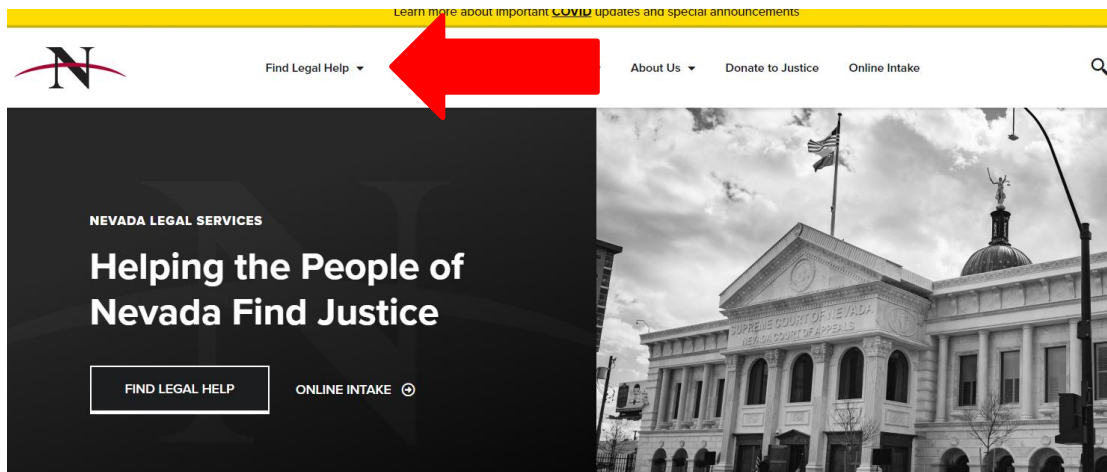 Learn more about important COVID updates and special announcements
N
Find Legal Help
About Us
Donate to Justice
Online Intake
NEVADA LEGAL SERVICES
Helping the People of
Nevada Find Justice
FIND LEGAL HELP
ONLINE INTAKE
SUPREME COURT OF NEVADA
NEVADA COURT OF APPEALS